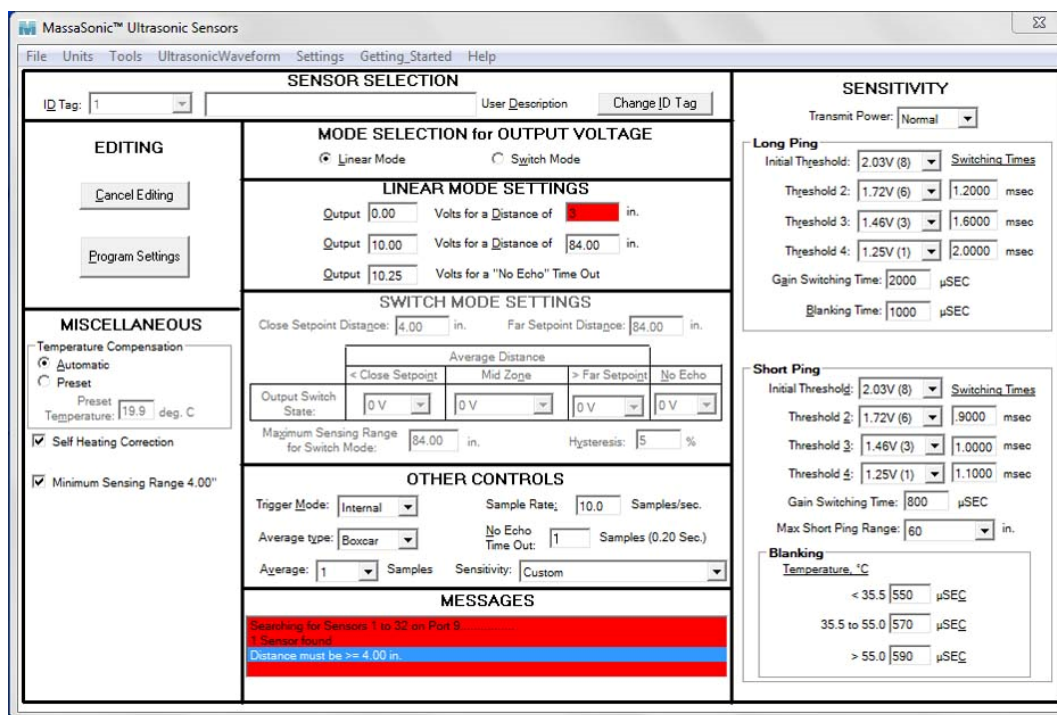 MassaSonic™ Ultrasonic Sensors
File Units Tools UltrasonicWaveform Settings Getting_Started Help
SENSOR SELECTION
ID Tag: 1 User Description Change ID Tag
EDITING
Cancel Editing
Program Settings
MISCELLANEOUS
Temperature Compensation
Automatic
Preset
Preset
Temperature: 19.9 deg. C
Self Heating Correction
Minimum Sensing Range 4.00"
MODE SELECTION for OUTPUT VOLTAGE
Linear Mode Switch Mode
LINEAR MODE SETTINGS
Output 0.00 Volts for a Distance of 3 in.
Output 10.00 Volts for a Distance of 84.00 in.
Output 10.25 Volts for a "No Echo" Time Out
SWITCH MODE SETTINGS
Close Setpoint Distance: 4.00 in. Far Setpoint Distance: 84.00 in.
Average Distance
< Close Setpoint Mid Zone > Far Setpoint No Echo
Output Switch
State: 0 V 0 V 0 V 0 V
Maximum Sensing Range
for Switch Mode: 84.00 in. Hysteresis: 5 %
OTHER CONTROLS
Trigger Mode: Internal Sample Rate: 10.0 Samples/sec.
Average type: Boxcar No Echo
Time Out: 1 Samples (0.20 Sec.)
Average: 1 Samples Sensitivity: Custom
MESSAGES
Searching for Sensors 1 to 32 on Port 9................
1 Sensor found
Distance must be >= 4.00 in.
SENSITIVITY
Transmit Power: Normal
Long Ping
Initial Threshold: 2.03V (8) Switching Times
Threshold 2: 1.72V (6) 1.2000 msec
Threshold 3: 1.46V (3) 1.6000 msec
Threshold 4: 1.25V (1) 2.0000 msec
Gain Switching Time: 2000 µSEC
Blanking Time: 1000 µSEC
Short Ping
Initial Threshold: 2.03V (8) Switching Times
Threshold 2: 1.72V (6) .9000 msec
Threshold 3: 1.46V (3) 1.0000 msec
Threshold 4: 1.25V (1) 1.1000 msec
Gain Switching Time: 800 µSEC
Max Short Ping Range: 60 in.
Blanking
Temperature, °C
< 35.5 550 µSEC
35.5 to 55.0 570 µSEC
> 55.0 590 µSEC